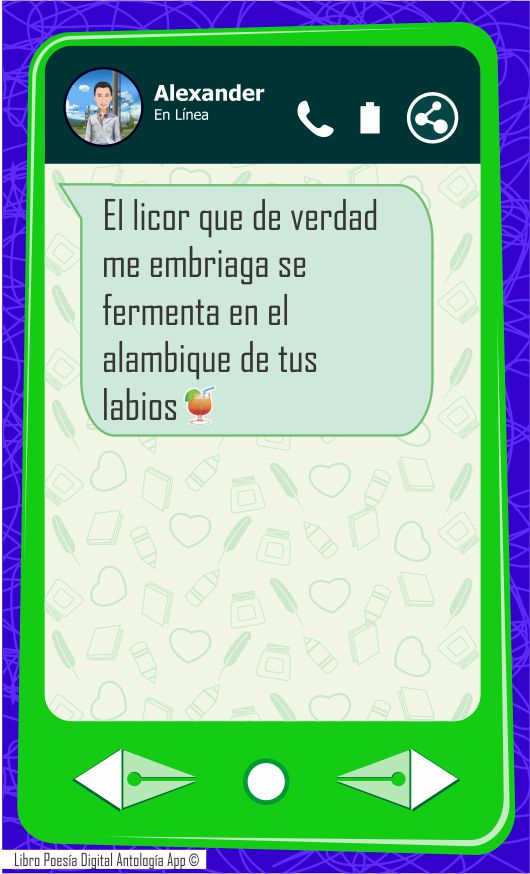 Alexander
En Línea
El licor que de verdad
me embriaga se
fermenta en el
alambique de tus
labios🍹
Libro Poesía Digital Antología App ©